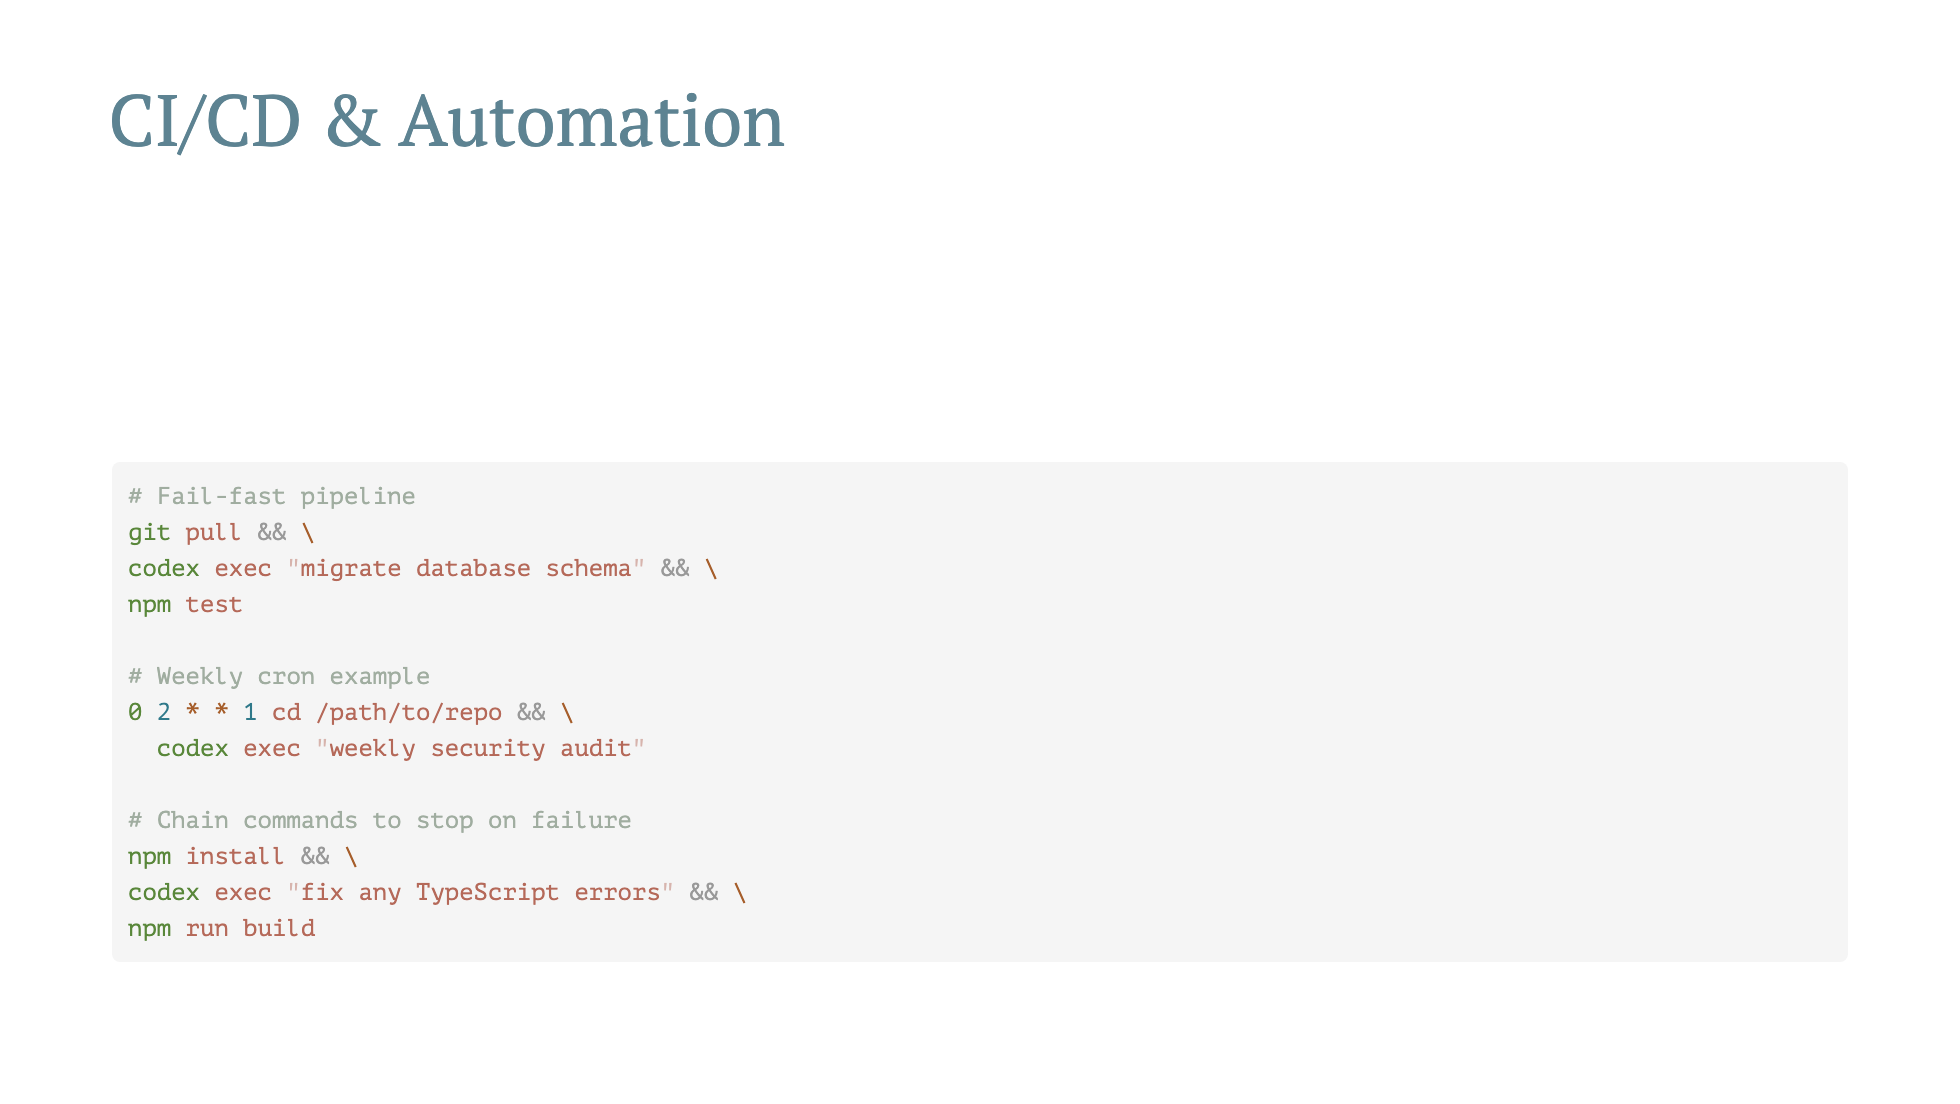 CI/CD & Automation
# Fail-fast pipeline
git pull && \
codex exec "migrate database schema" && \
npm test
# Weekly cron example
0 2 * * 1 cd /path/to/repo && \
  codex exec "weekly security audit"
# Chain commands to stop on failure
npm install && \
codex exec "fix any TypeScript errors" && \
npm run build